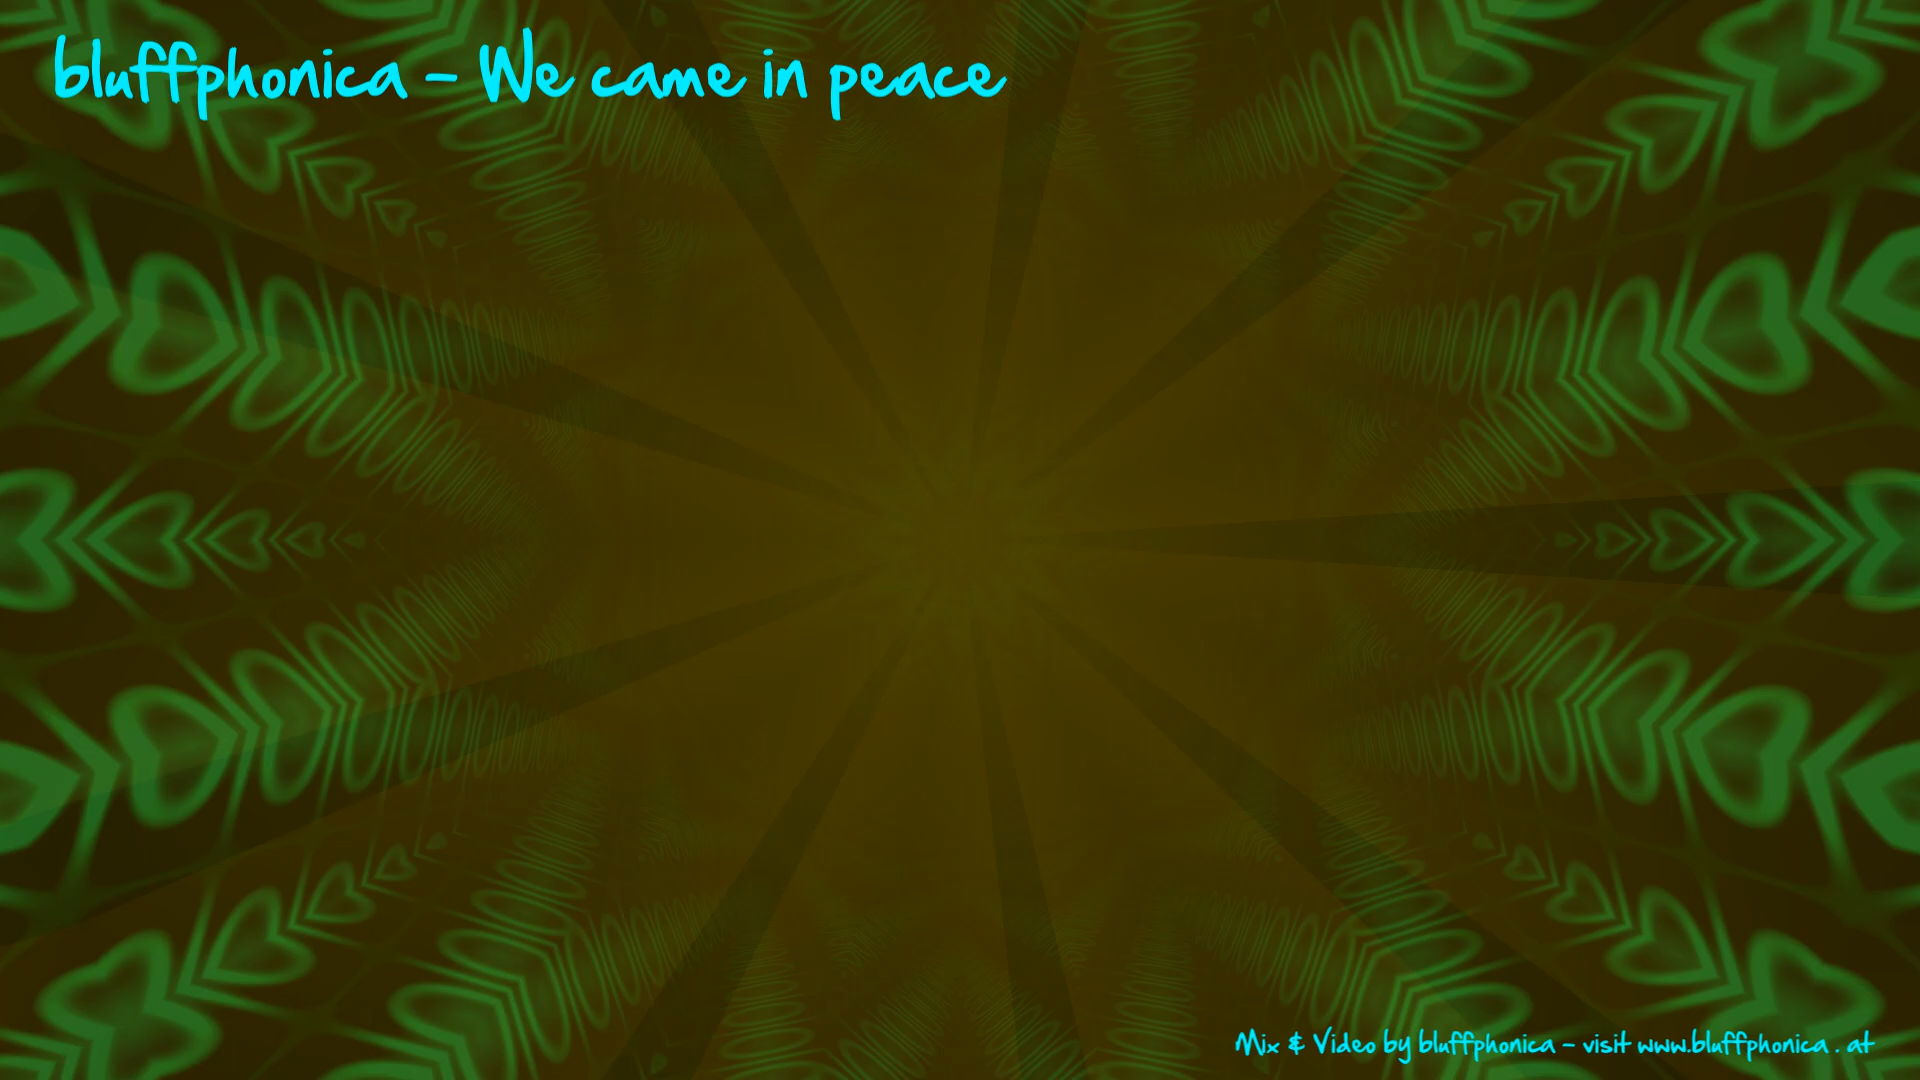 bluffphonica - We came in peace
Mix & Video by bluffphonica - visit www.bluffphonica . at